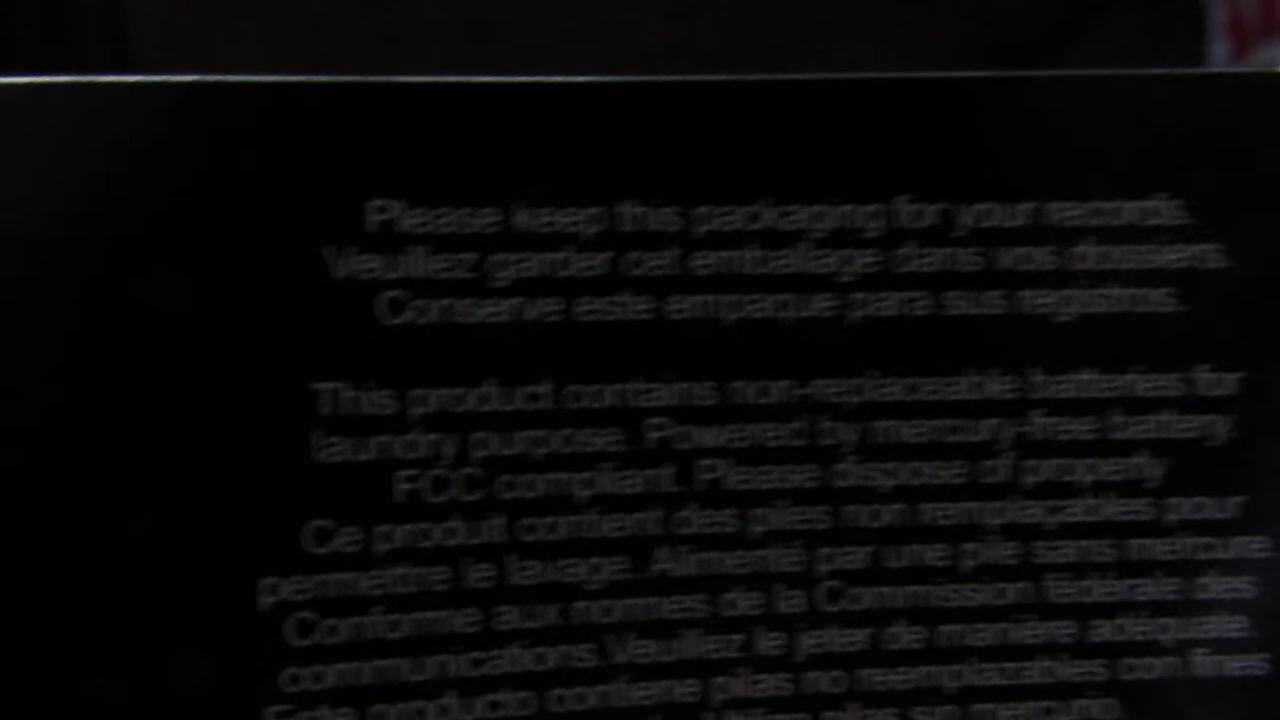 Please keep this packaging for your records.
Veuillez garder cet emballage dans vos dossiers.
Conserve este empaque para sus registros.
This product contains non-replaceable batteries for
laundry purpose. Powered by mercury-free battery.
FCC compliant. Please dispose of properly
Ce produit contient des piles non remplaçables pour
permettre le lavage. Alimenté par une pile sans mercure
Conforme aux normes de la Commission fédérale des
communications. Veuillez le jeter de manière adéquate.
Este producto contiene pilas no reemplazables con fines
pilas sin mercurio